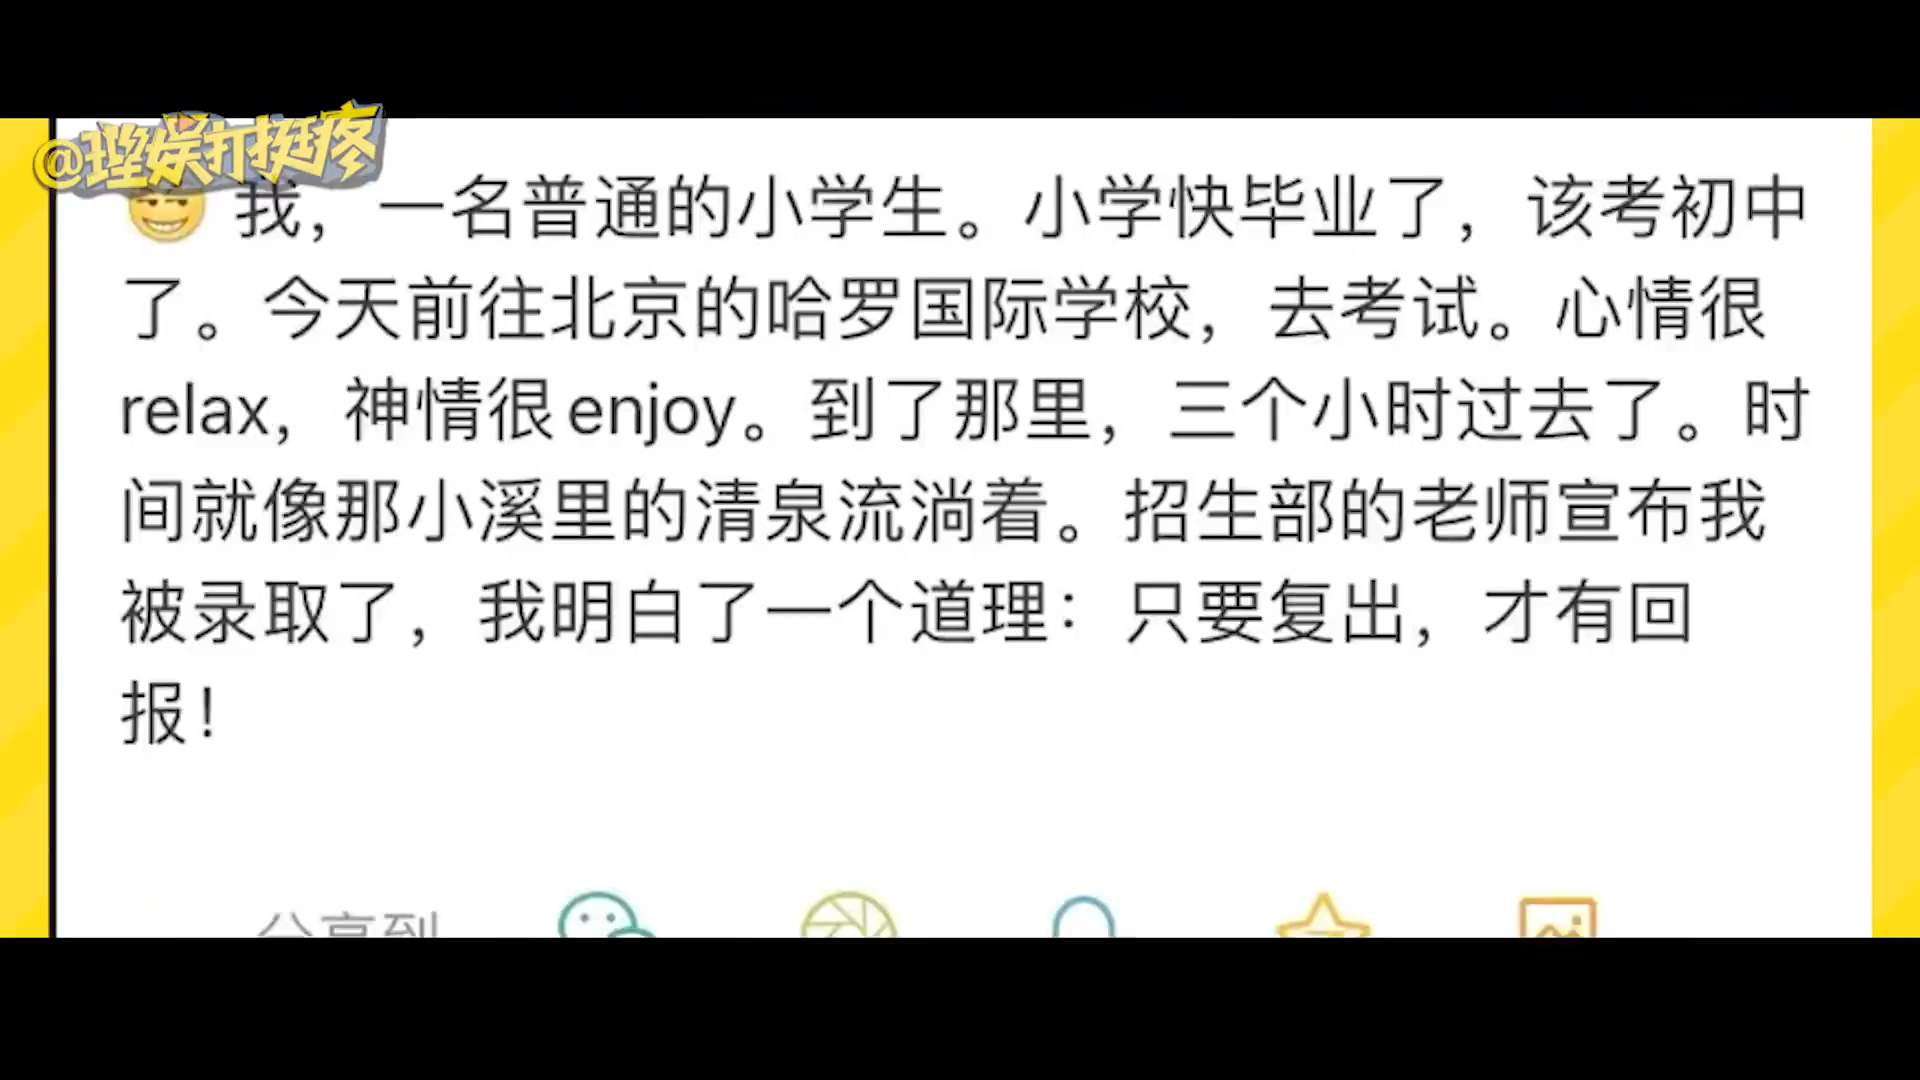 @理娱打挺疼
我，一名普通的小学生。小学快毕业了，该考初中
了。今天前往北京的哈罗国际学校，去考试。心情很
relax，神情很enjoy。到了那里，三个小时过去了。时
间就像那小溪里的清泉流淌着。招生部的老师宣布我
被录取了，我明白了一个道理：只要复出，才有回
报！
分享到